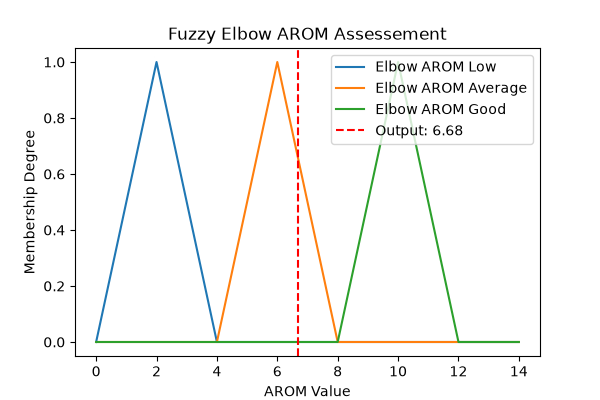 Fuzzy Elbow AROM Assessement
Elbow AROM Low
Elbow AROM Average
Elbow AROM Good
Output: 6.68
Membership Degree
1.0
0.8
0.6
0.4
0.2
0.0
0 2 4 6 8 10 12 14
AROM Value